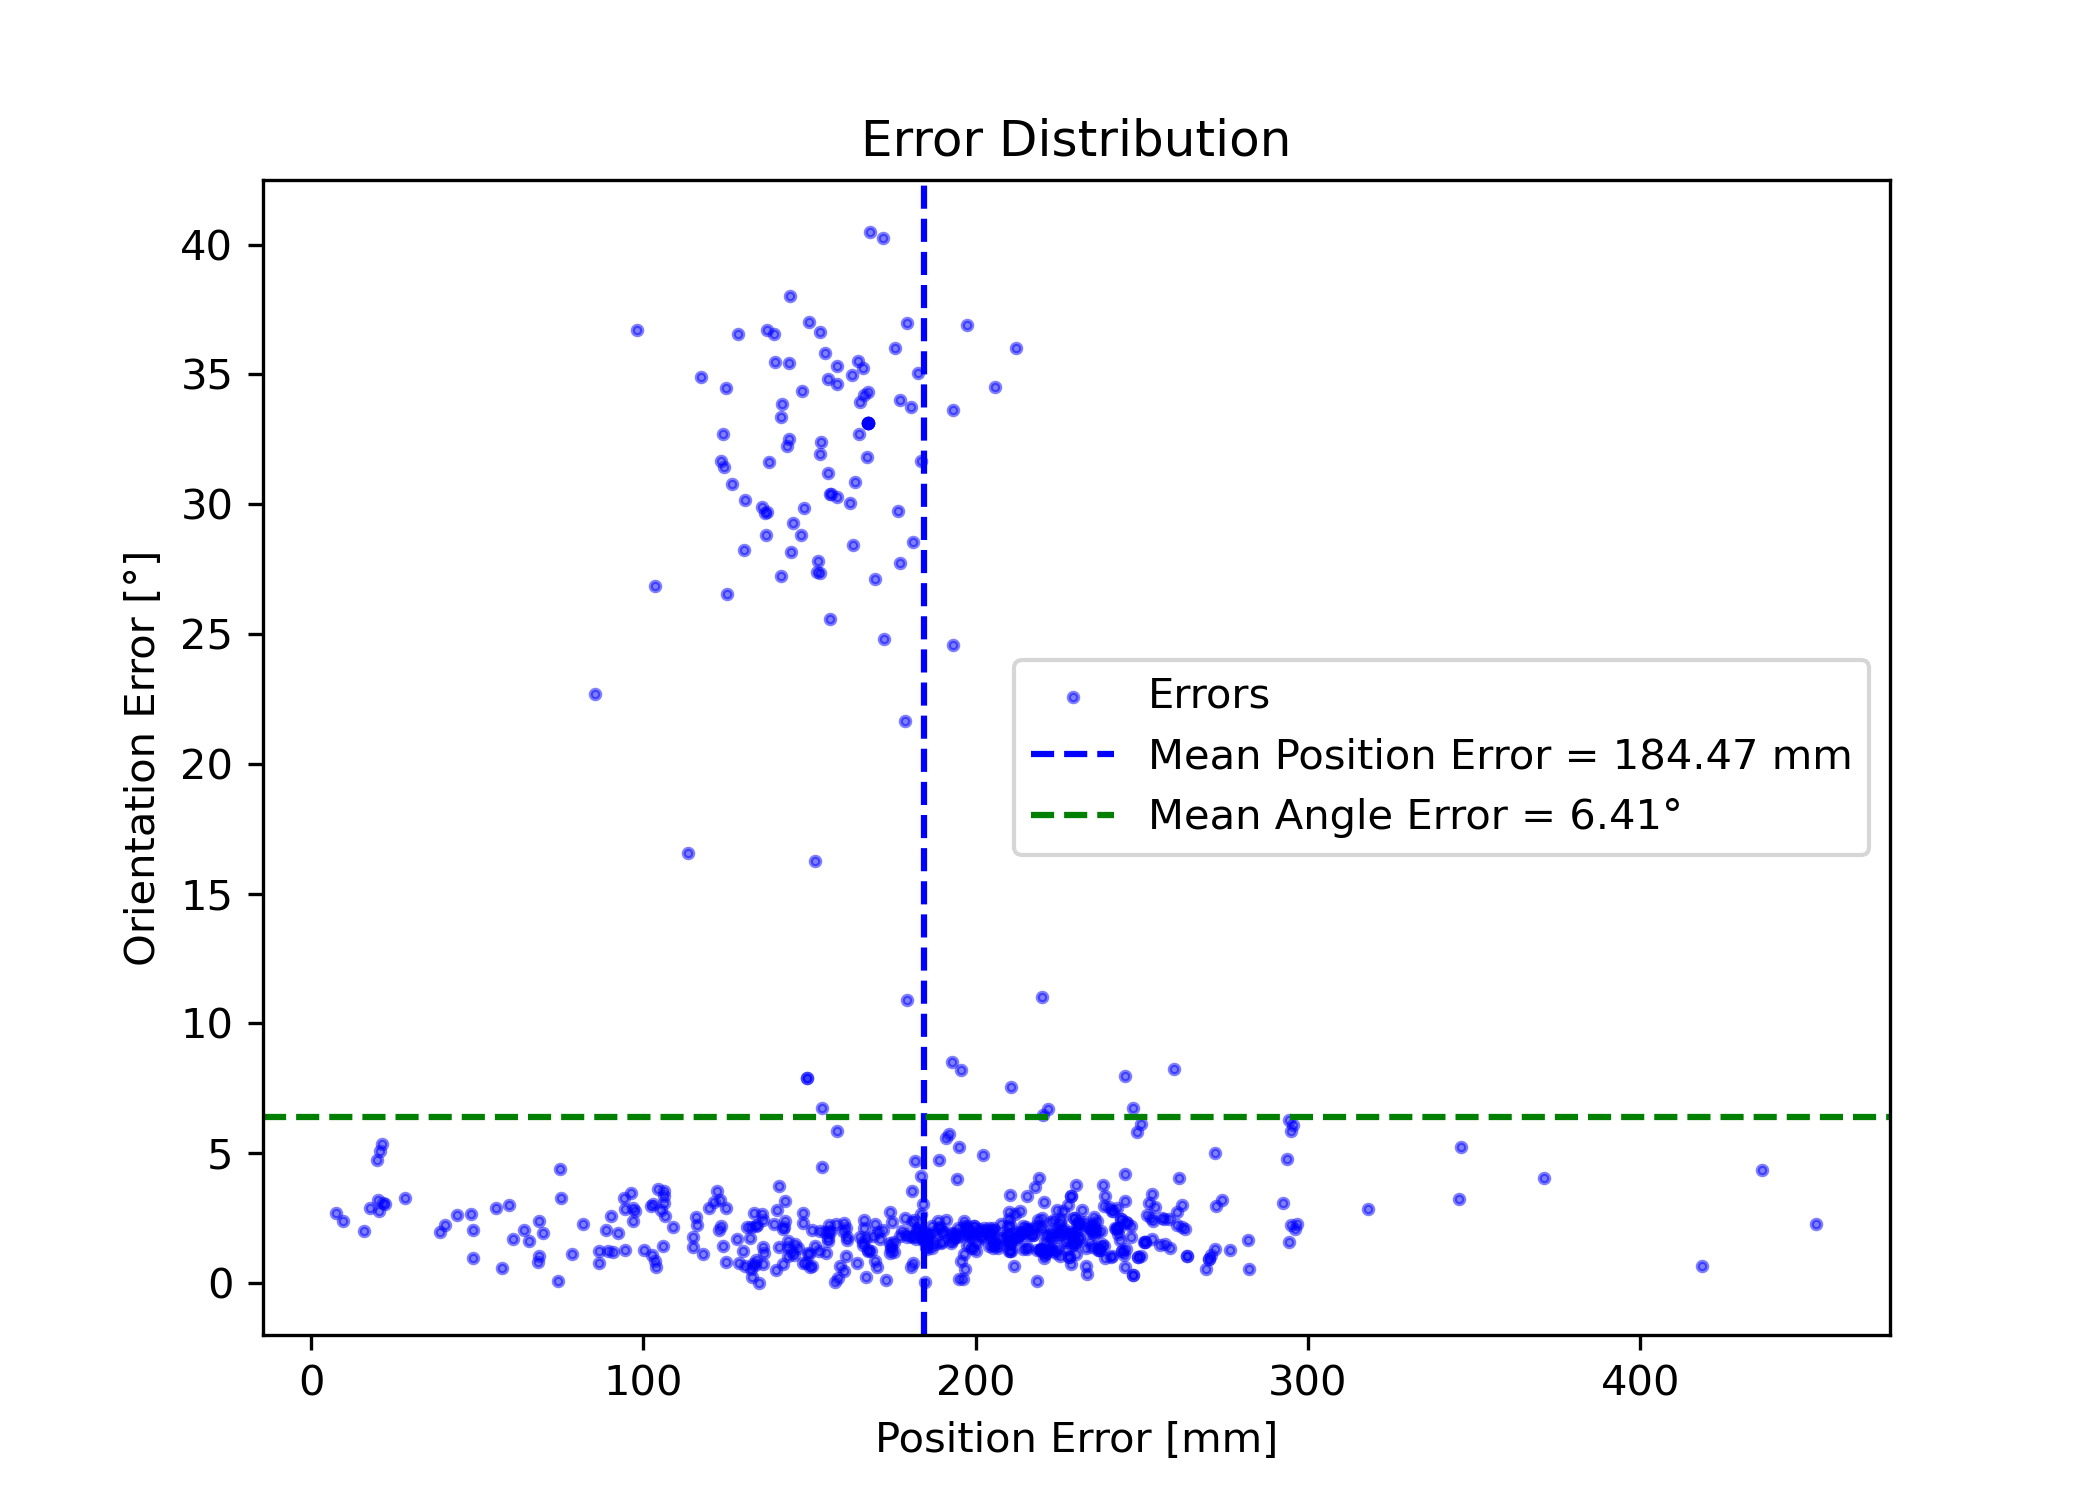 Error Distribution
40
35
30
25
20
15
10
5
0
Orientation Error [°]
Errors
Mean Position Error = 184.47 mm
Mean Angle Error = 6.41°
0 100 200 300 400
Position Error [mm]